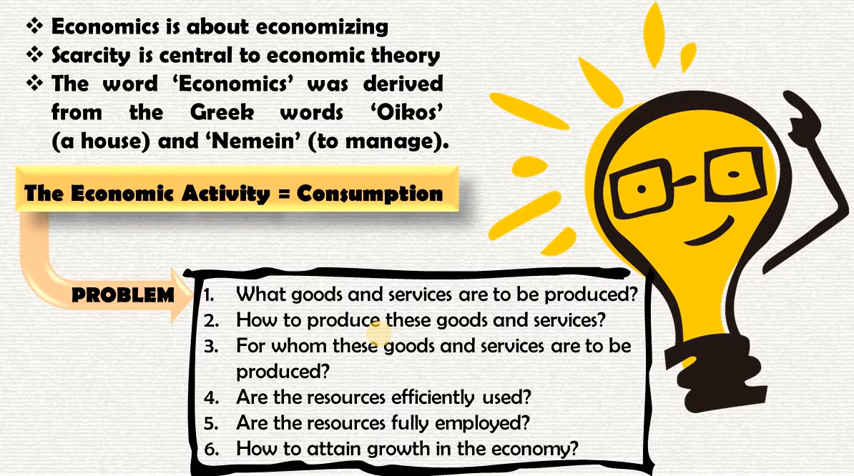 ❖ Economics is about economizing
❖ Scarcity is central to economic theory
❖ The word ‘Economics’ was derived
from the Greek words ‘Oikos’
(a house) and ‘Nemein’ (to manage).
The Economic Activity = Consumption
PROBLEM
1. What goods and services are to be produced?
2. How to produce these goods and services?
3. For whom these goods and services are to be
produced?
4. Are the resources efficiently used?
5. Are the resources fully employed?
6. How to attain growth in the economy?